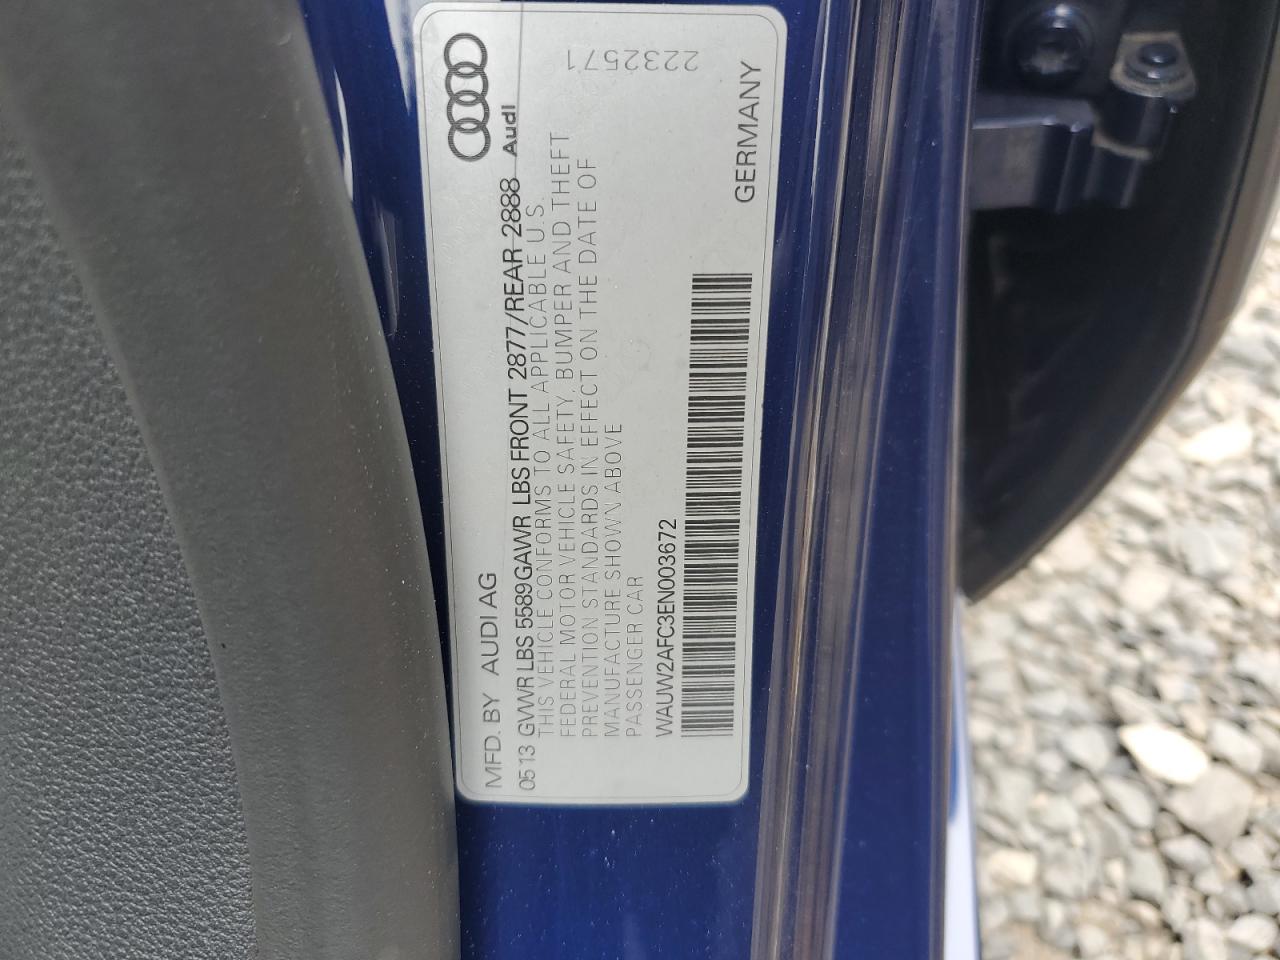 Audi
2232571
MFD. BY AUDI AG
05 13 GVWR LBS 5589 GAWR LBS FRONT 2877/REAR 2888
THIS VEHICLE CONFORMS TO ALL APPLICABLE U.S.
FEDERAL MOTOR VEHICLE SAFETY, BUMPER AND THEFT
PREVENTION STANDARDS IN EFFECT ON THE DATE OF
MANUFACTURE SHOWN ABOVE
PASSENGER CAR
WAUW2AFC3EN003672
GERMANY